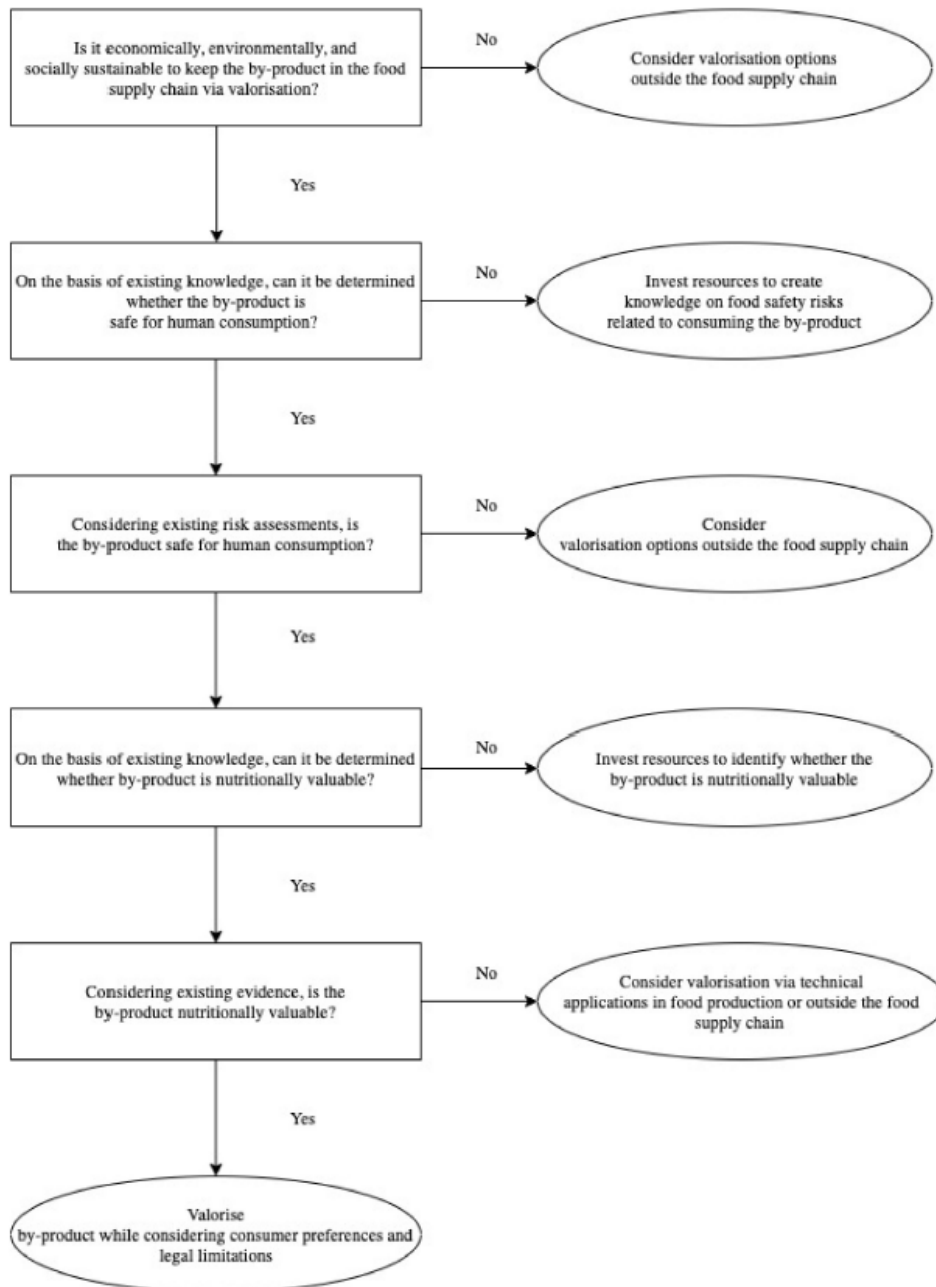 Is it economically, environmentally, and
socially sustainable to keep the by-product in the food
supply chain via valorisation?
No
Consider valorisation options
outside the food supply chain
Yes
On the basis of existing knowledge, can it be determined
whether the by-product is
safe for human consumption?
No
Invest resources to create
knowledge on food safety risks
related to consuming the by-product
Yes
Considering existing risk assessments, is
the by-product safe for human consumption?
No
Consider
valorisation options outside the food supply chain
Yes
On the basis of existing knowledge, can it be determined
whether by-product is nutritionally valuable?
No
Invest resources to identify whether the
by-product is nutritionally valuable
Yes
Considering existing evidence, is the
by-product nutritionally valuable?
No
Consider valorisation via technical
applications in food production or outside the food
supply chain
Yes
Valorise
by-product while considering consumer preferences and
legal limitations